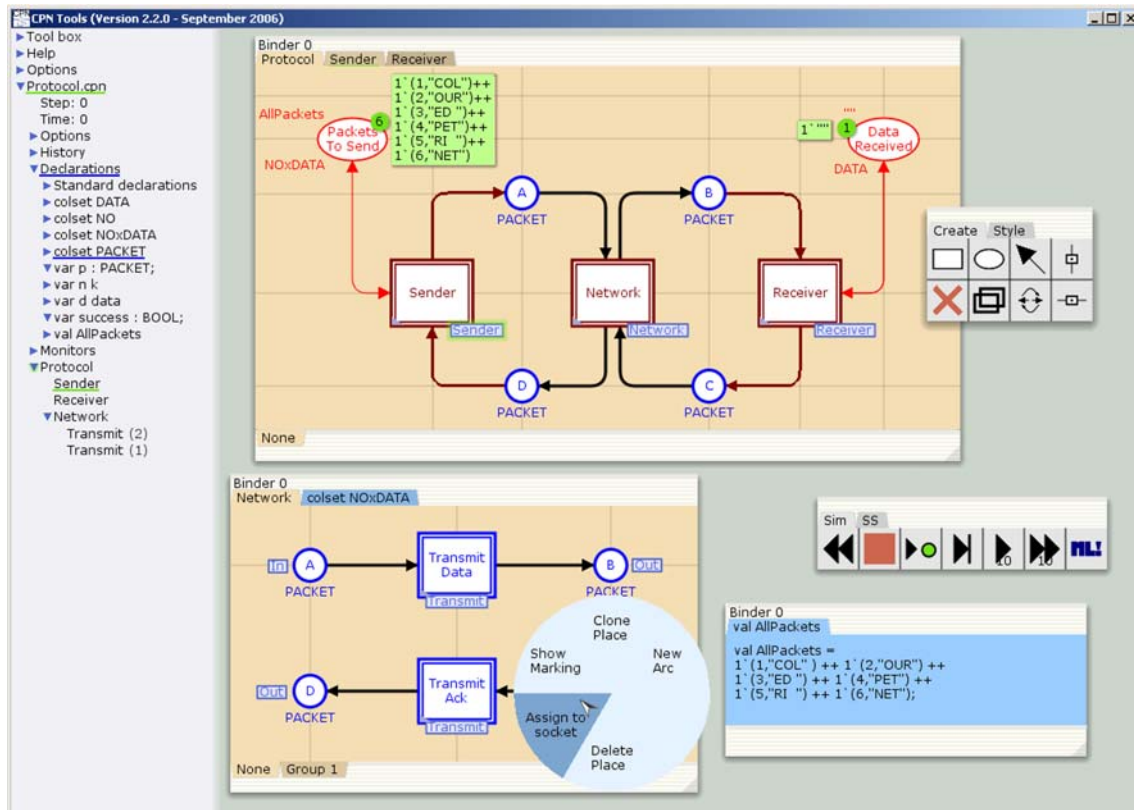 CPN Tools (Version 2.2.0 - September 2006)
Tool box
Help
Options
Protocol.cpn
Step: 0
Time: 0
Options
History
Declarations
Standard declarations
colset DATA
colset NO
colset NOxDATA
colset PACKET
var p : PACKET;
var n k
var d data
var success : BOOL;
val AllPackets
Monitors
Protocol
Sender
Receiver
Network
Transmit (2)
Transmit (1)
Binder 0
Protocol Sender Receiver
1`(1,"COL")++
1`(2,"OUR")++
1`(3,"ED ")++
1`(4,"PET")++
1`(5,"RI  ")++
1`(6,"NET")
AllPackets
6
Packets
To Send
NOxDATA
""
1`""
1
Data
Received
DATA
A
PACKET
B
PACKET
Sender
Sender
Network
Network
Receiver
Receiver
D
PACKET
C
PACKET
None
Create Style
Binder 0
Network colset NOxDATA
In
A
PACKET
Transmit
Data
Transmit
B
Out
PACKET
Out
D
PACKET
Transmit
Ack
Transmit
Clone
Place
Show
Marking
New
Arc
Assign to
socket
Delete
Place
None Group 1
Sim SS
10
10
ML!
Binder 0
val AllPackets
val AllPackets =
1`(1,"COL" ) ++ 1`(2,"OUR") ++
1`(3,"ED ") ++ 1`(4,"PET") ++
1`(5,"RI  ") ++ 1`(6,"NET");